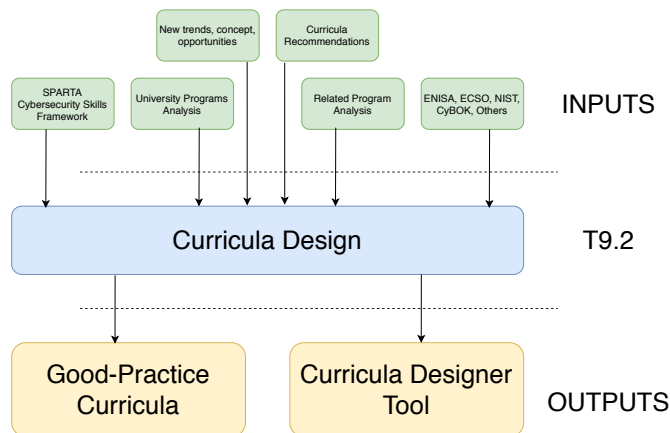 New trends, concept,
opportunities
Curricula
Recommendations
SPARTA
Cybersecurity Skills
Framework
University Programs
Analysis
Related Program
Analysis
ENISA, ECSO, NIST,
CyBOK, Others
INPUTS
Curricula Design
T9.2
Good-Practice
Curricula
Curricula Designer
Tool
OUTPUTS